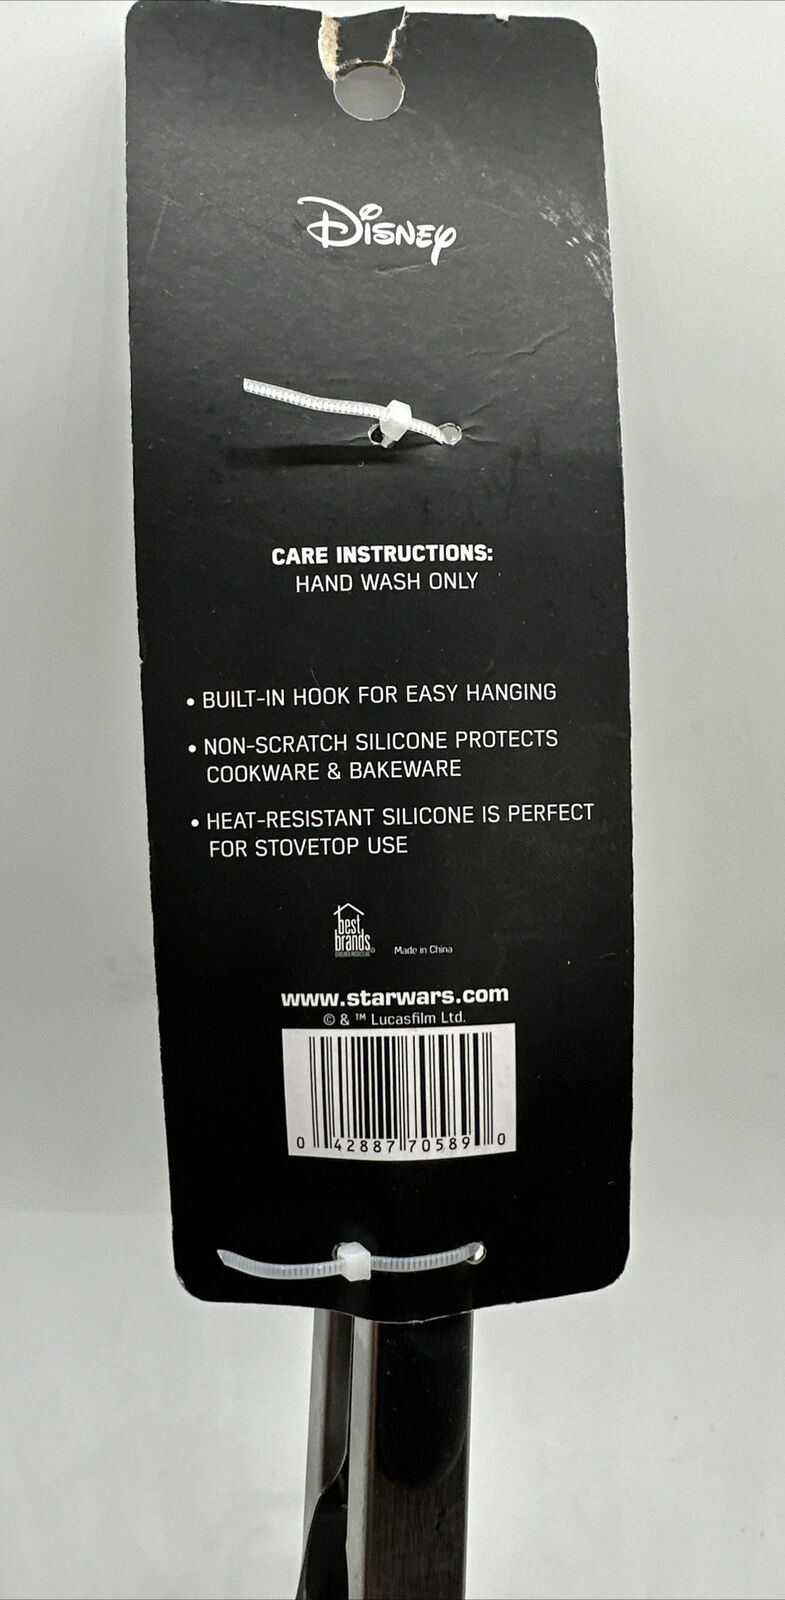 Disney
CARE INSTRUCTIONS:
HAND WASH ONLY
• BUILT-IN HOOK FOR EASY HANGING
• NON-SCRATCH SILICONE PROTECTS
COOKWARE & BAKEWARE
• HEAT-RESISTANT SILICONE IS PERFECT
FOR STOVETOP USE
best
brands
Made in China
www.starwars.com
© & ™ Lucasfilm Ltd.
0 42887 70589 0